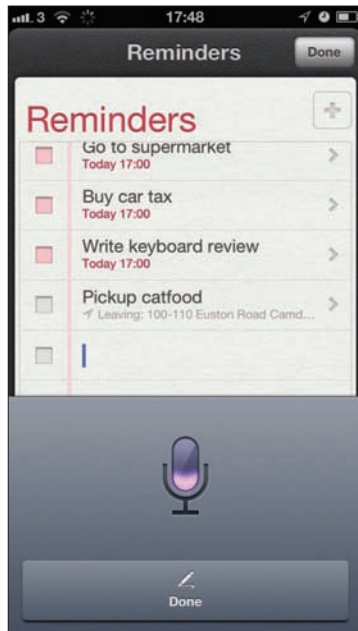 3 17:48
Reminders Done
Reminders
Go to supermarket
Today 17:00
Buy car tax
Today 17:00
Write keyboard review
Today 17:00
Pickup catfood
Leaving: 100-110 Euston Road Camd...
Done